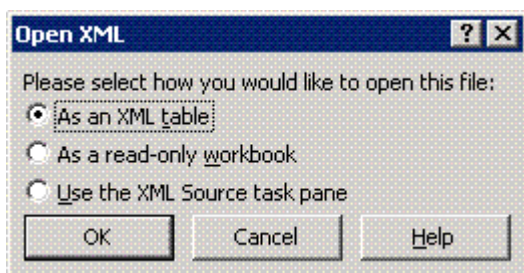 Open XML
Please select how you would like to open this file:
As an XML table
As a read-only workbook
Use the XML Source task pane
OK Cancel Help